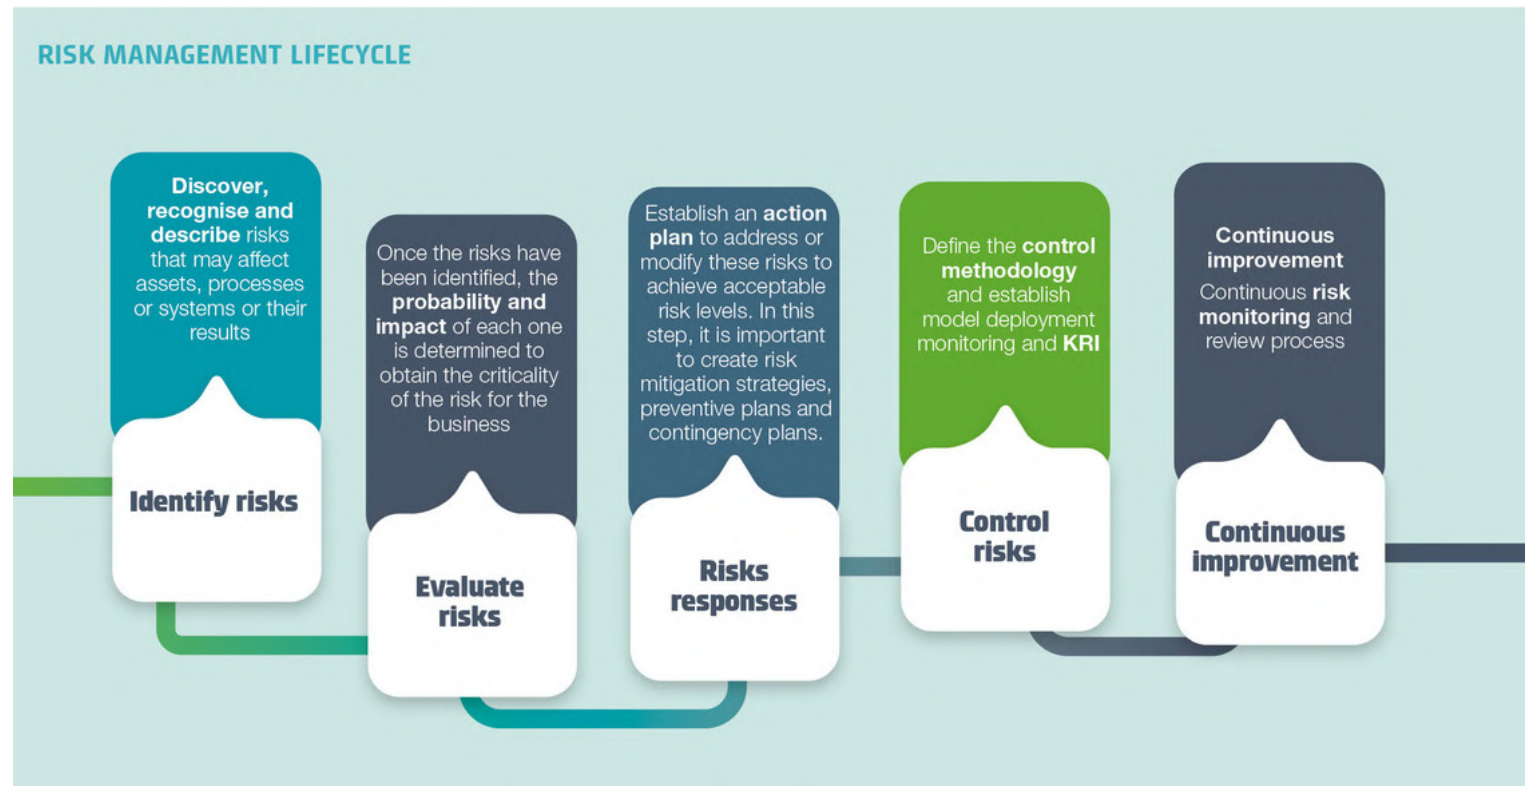 RISK MANAGEMENT LIFECYCLE
Discover,
recognise and
describe risks
that may affect
assets, processes
or systems or their
results
Identify risks
Once the risks have
been identified, the
probability and
impact of each one
is determined to
obtain the criticality
of the risk for the
business
Evaluate
risks
Establish an action
plan to address or
modify these risks to
achieve acceptable
risk levels. In this
step, it is important
to create risk
mitigation strategies,
preventive plans and
contingency plans.
Risks
responses
Define the control
methodology
and establish
model deployment
monitoring and KRI
Control
risks
Continuous
improvement
Continuous risk
monitoring and
review process
Continuous
improvement